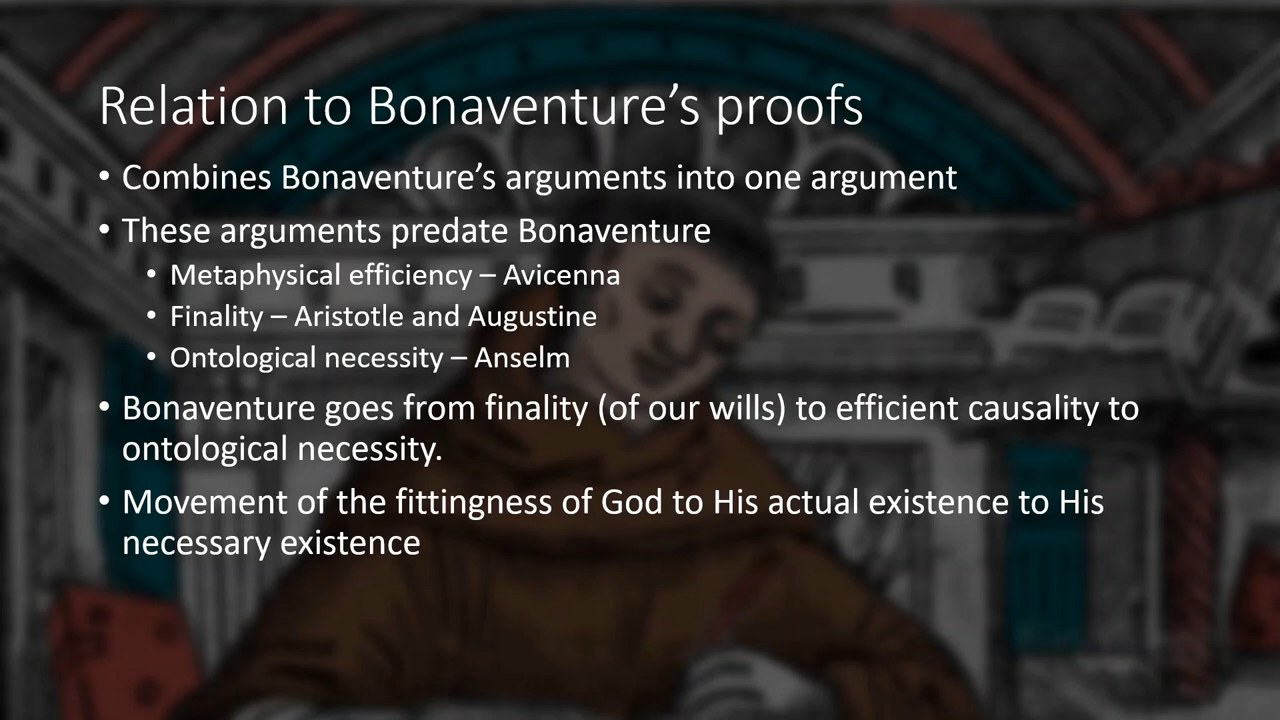 Relation to Bonaventure’s proofs
• Combines Bonaventure’s arguments into one argument
• These arguments predate Bonaventure
• Metaphysical efficiency – Avicenna
• Finality – Aristotle and Augustine
• Ontological necessity – Anselm
• Bonaventure goes from finality (of our wills) to efficient causality to
ontological necessity.
• Movement of the fittingness of God to His actual existence to His
necessary existence